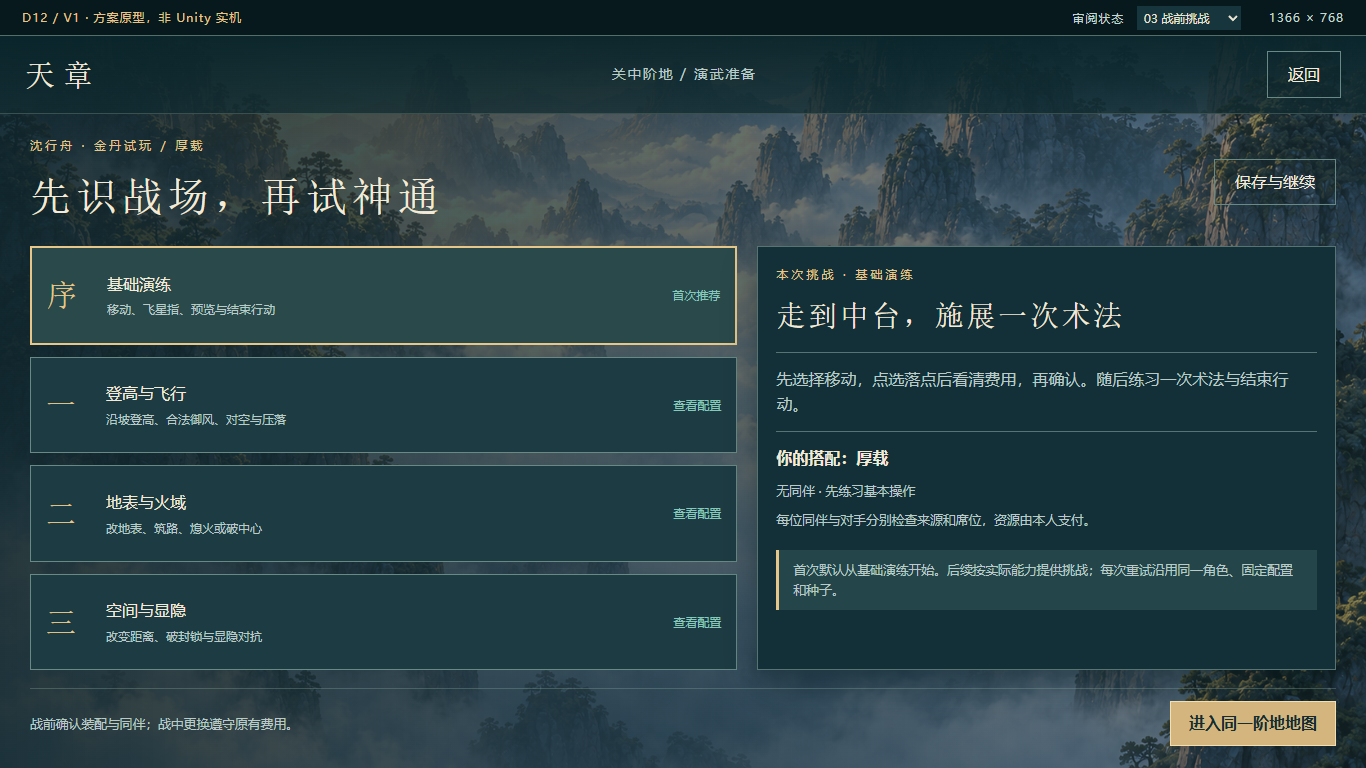 D12 / V1 · 方案原型，非 Unity 实机
审阅状态 03 战前挑战 1366 × 768
天章
关中阶地 / 演武准备
返回
沈行舟 · 金丹试玩 / 厚载
先识战场，再试神通
保存与继续
序
基础演练
移动、飞星指、预览与结束行动
首次推荐
一
登高与飞行
沿坡登高、合法御风、对空与压落
查看配置
二
地表与火域
改地表、筑路、熄火或破中心
查看配置
三
空间与显隐
改变距离、破封锁与显隐对抗
查看配置
本次挑战 · 基础演练
走到中台，施展一次术法
先选择移动，点选落点后看清费用，再确认。随后练习一次术法与结束行
动。
你的搭配：厚载
无同伴 · 先练习基本操作
每位同伴与对手分别检查来源和席位，资源由本人支付。
首次默认从基础演练开始。后续按实际能力提供挑战；每次重试沿用同一角色、固定配置
和种子。
战前确认装配与同伴；战中更换遵守原有费用。
进入同一阶地地图